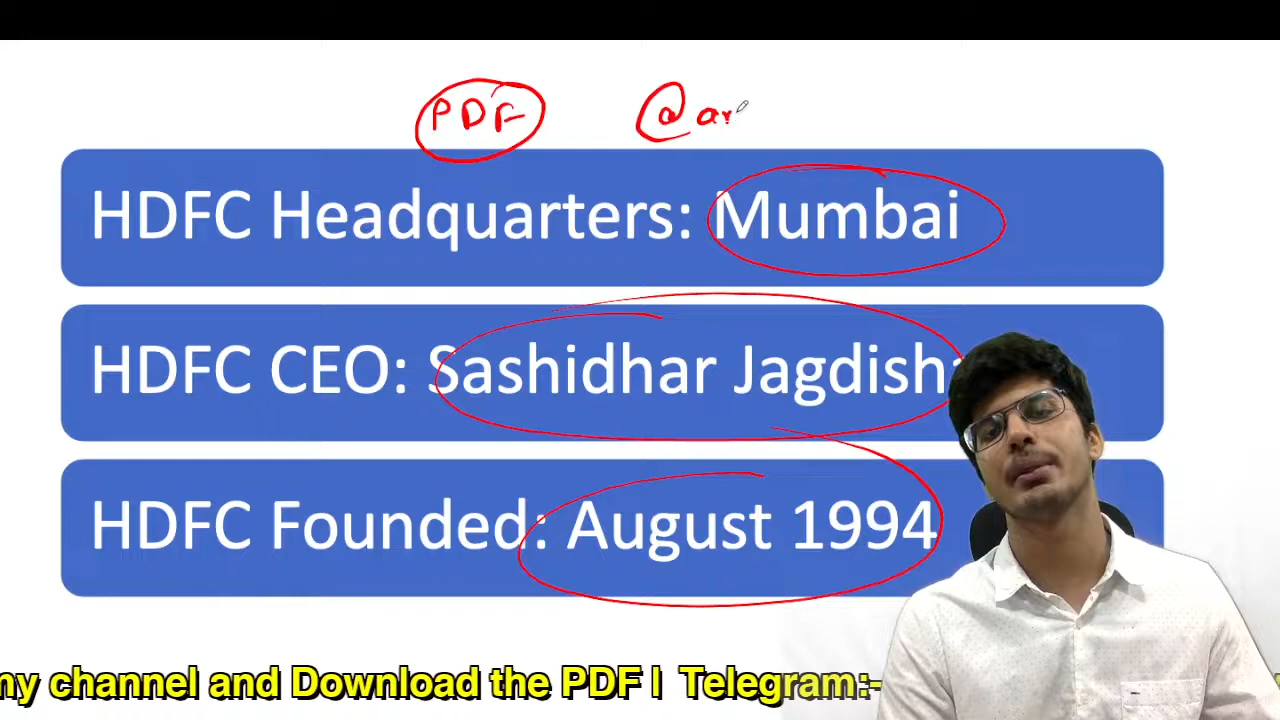 PDF @ar
HDFC Headquarters: Mumbai
HDFC CEO: Sashidhar Jagdish
HDFC Founded: August 1994
my channel and Download the PDF I Telegram:-